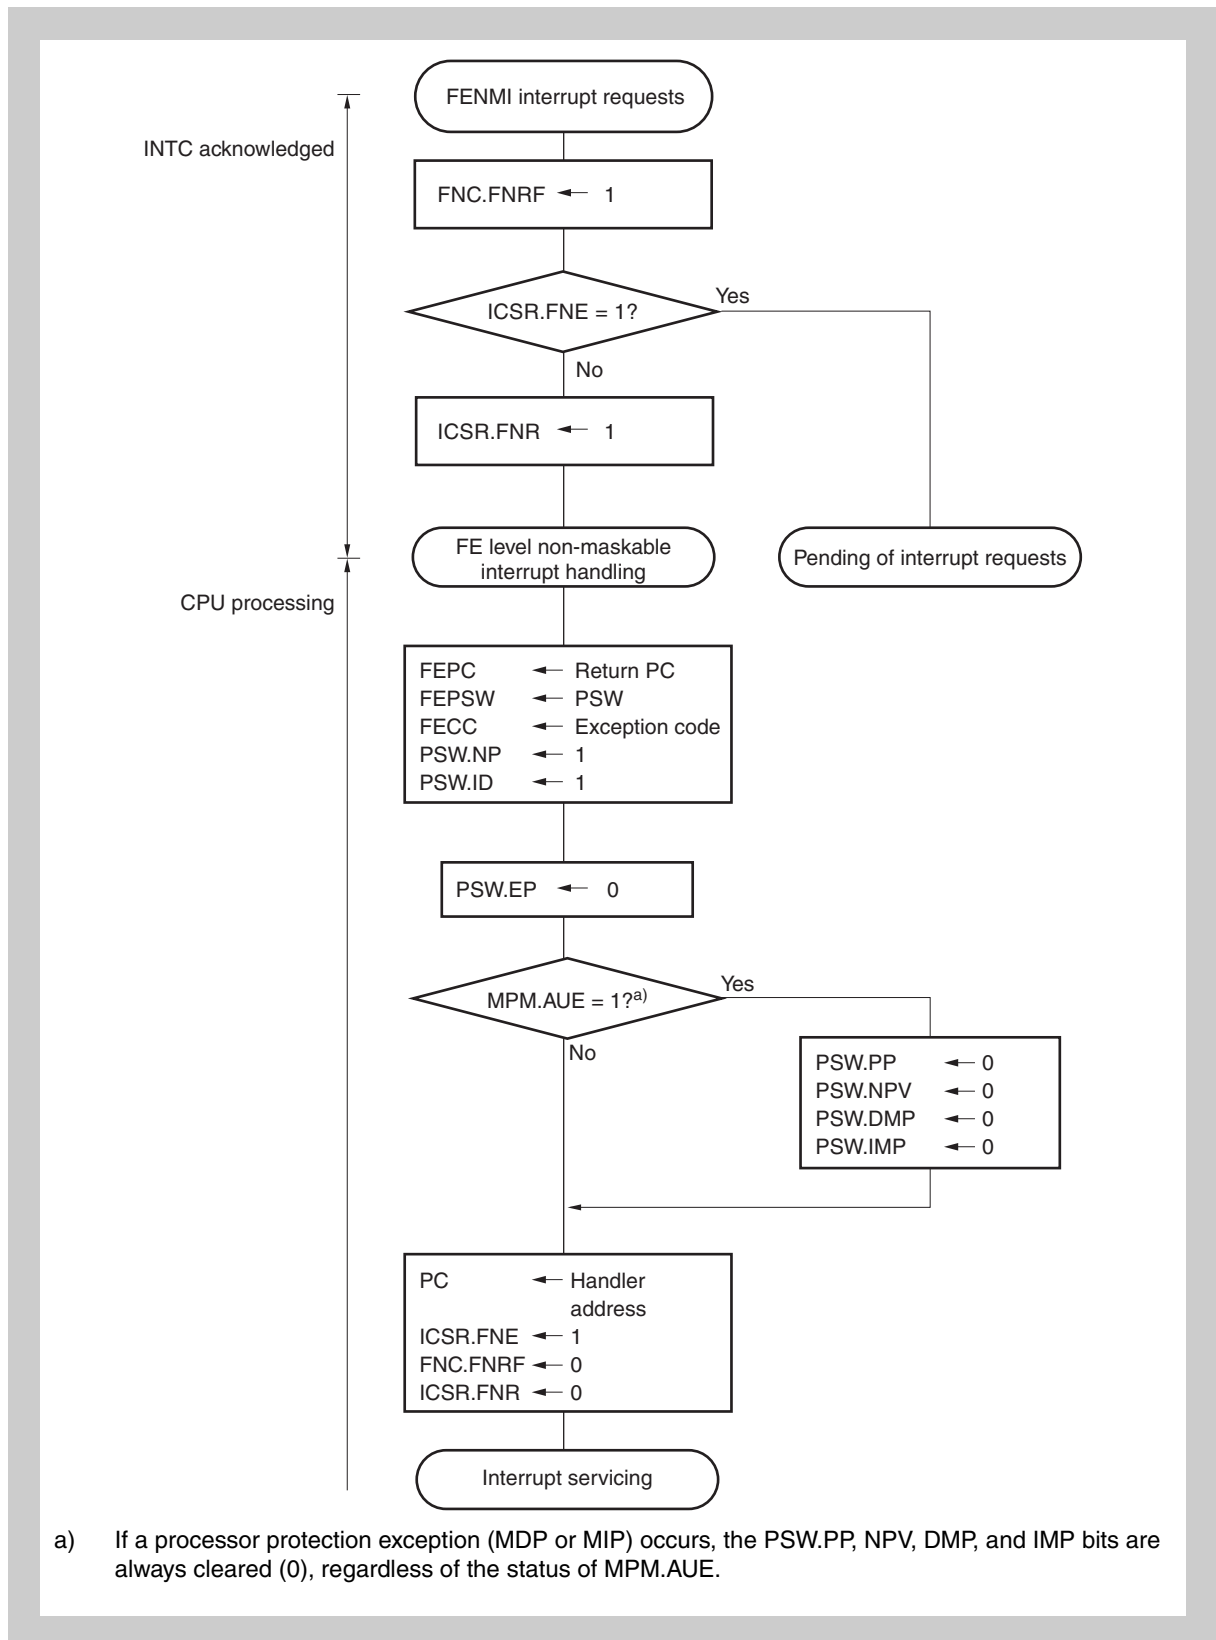 FENMI interrupt requests
INTC acknowledged
FNC.FNRF ← 1
ICSR.FNE = 1?
Yes
No
ICSR.FNR ← 1
FE level non-maskable
interrupt handling
Pending of interrupt requests
CPU processing
FEPC ← Return PC
FEPSW ← PSW
FECC ← Exception code
PSW.NP ← 1
PSW.ID ← 1
PSW.EP ← 0
MPM.AUE = 1?a)
Yes
No
PSW.PP ← 0
PSW.NPV ← 0
PSW.DMP ← 0
PSW.IMP ← 0
PC ← Handler
address
ICSR.FNE ← 1
FNC.FNRF ← 0
ICSR.FNR ← 0
Interrupt servicing
a) If a processor protection exception (MDP or MIP) occurs, the PSW.PP, NPV, DMP, and IMP bits are
always cleared (0), regardless of the status of MPM.AUE.